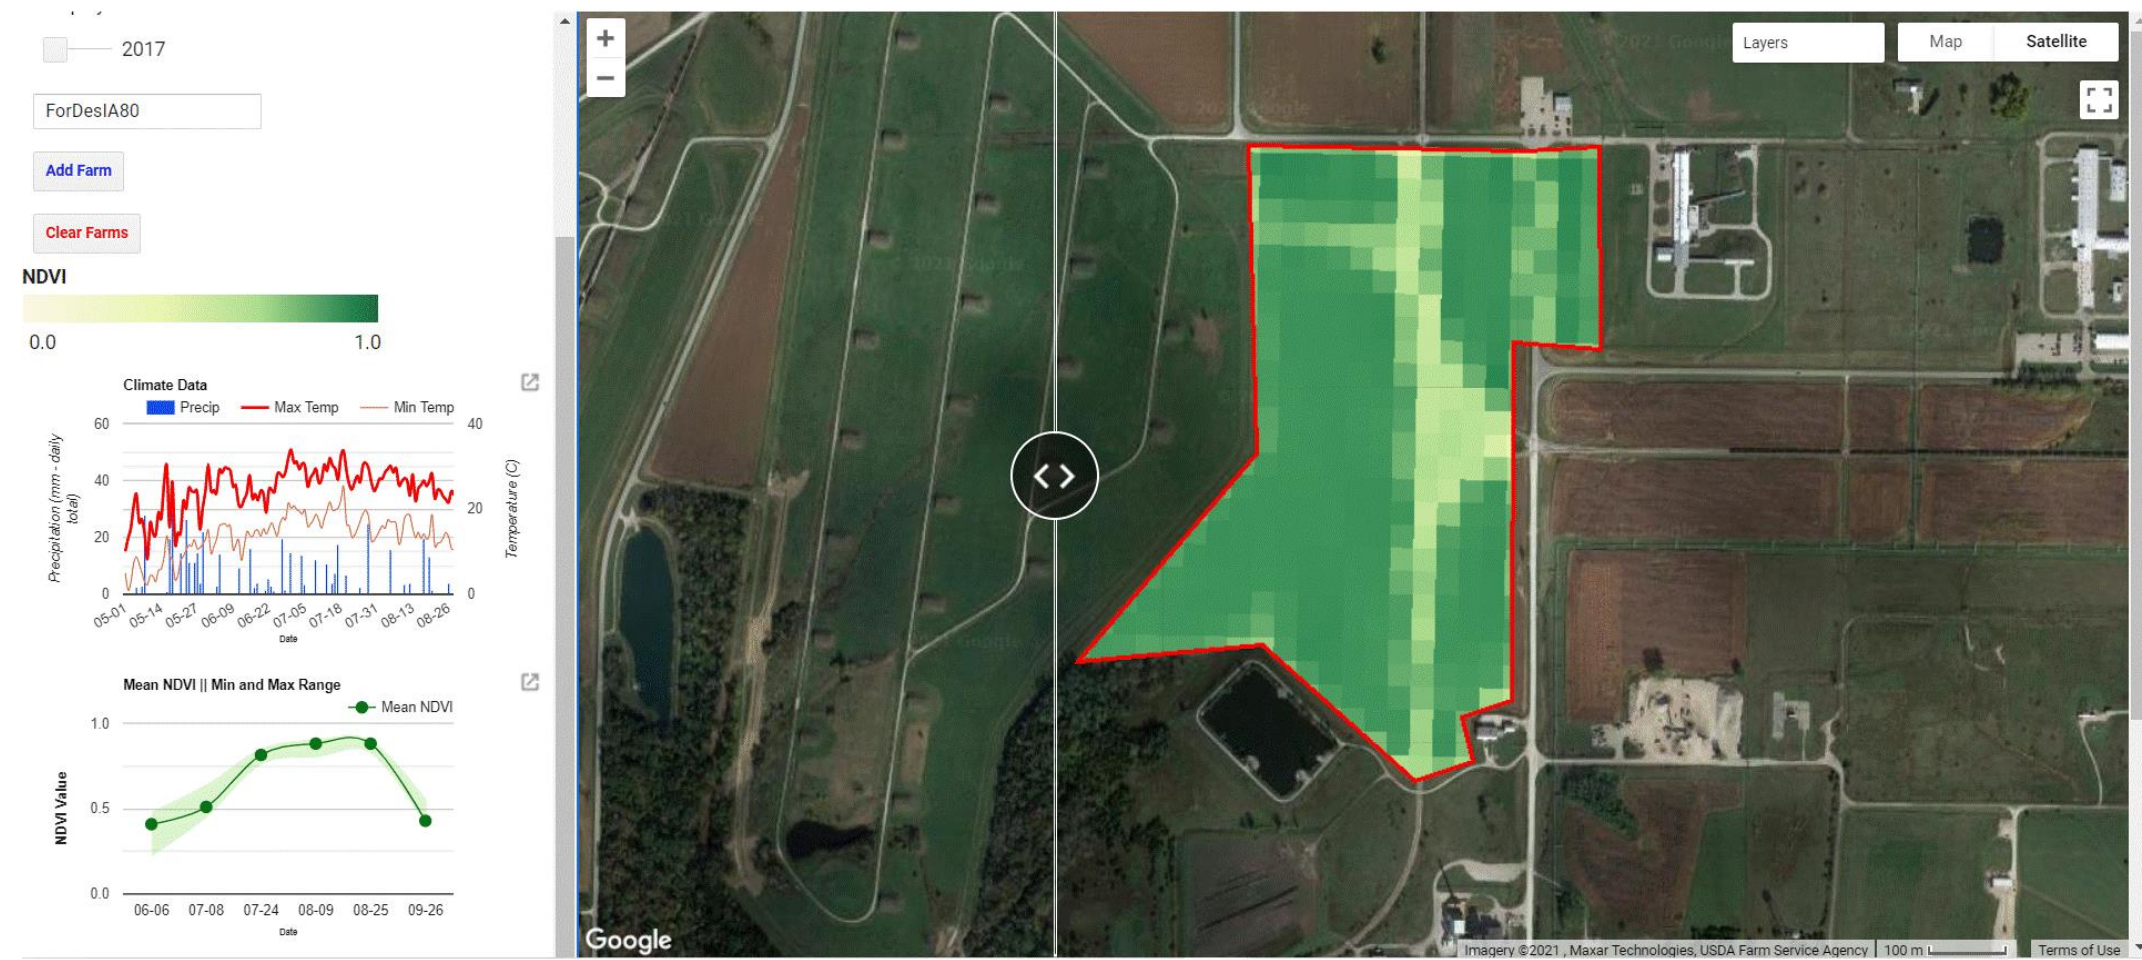 2017
ForDesIA80
Add Farm
Clear Farms
NDVI
0.0 1.0
Climate Data
Precip Max Temp Min Temp
60 40
40
20 20
0 0
Precipitation (mm - daily
total)
Temperature (C)
05-01 05-14 05-27 06-09 06-22 07-05 07-18 07-31 08-13 08-26
Date
Mean NDVI || Min and Max Range
Mean NDVI
1.0
0.5
0.0
NDVI Value
06-06 07-08 07-24 08-09 08-25 09-26
Date
+
−
Layers
Map Satellite
Google
Imagery ©2021 , Maxar Technologies, USDA Farm Service Agency 100 m Terms of Use